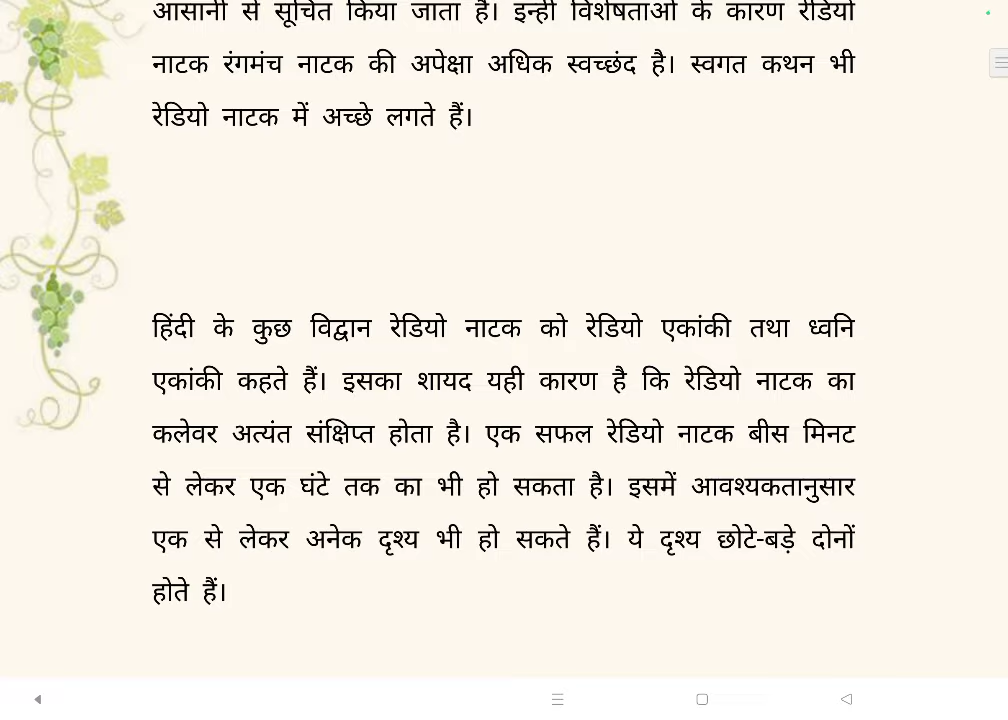 आसानी से सूचित किया जाता है। इन्ही विशेषताओं के कारण रेडियो
नाटक रंगमंच नाटक की अपेक्षा अधिक स्वच्छंद है। स्वगत कथन भी
रेडियो नाटक में अच्छे लगते हैं।
हिंदी के कुछ विद्वान रेडियो नाटक को रेडियो एकांकी तथा ध्वनि
एकांकी कहते हैं। इसका शायद यही कारण है कि रेडियो नाटक का
कलेवर अत्यंत संक्षिप्त होता है। एक सफल रेडियो नाटक बीस मिनट
से लेकर एक घंटे तक का भी हो सकता है। इसमें आवश्यकतानुसार
एक से लेकर अनेक दृश्य भी हो सकते हैं। ये दृश्य छोटे-बड़े दोनों
होते हैं।